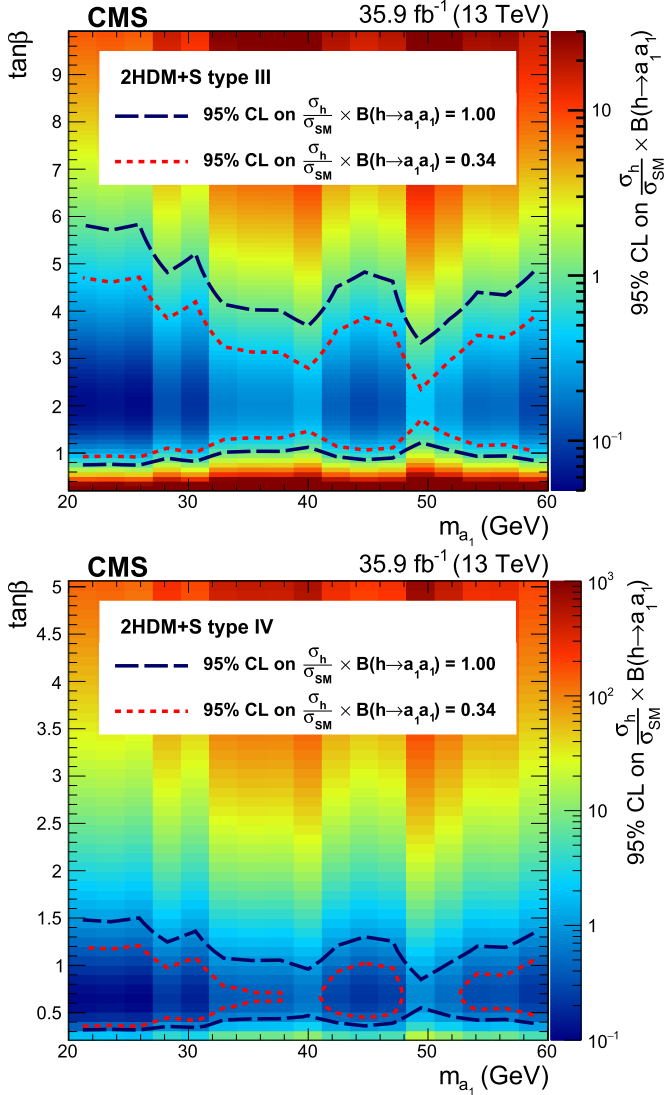 CMS 35.9 fb⁻¹ (13 TeV)
tanβ
2HDM+S type III
95% CL on σh/σSM × B(h→a₁a₁) = 1.00
95% CL on σh/σSM × B(h→a₁a₁) = 0.34
9
8
7
6
5
4
3
2
1
20 30 40 50 60
m_a₁ (GeV)
10
1
10⁻¹
95% CL on σh/σSM × B(h→a₁a₁)
CMS 35.9 fb⁻¹ (13 TeV)
tanβ
2HDM+S type IV
95% CL on σh/σSM × B(h→a₁a₁) = 1.00
95% CL on σh/σSM × B(h→a₁a₁) = 0.34
5
4.5
4
3.5
3
2.5
2
1.5
1
0.5
20 30 40 50 60
m_a₁ (GeV)
10³
10²
10
1
10⁻¹
95% CL on σh/σSM × B(h→a₁a₁)